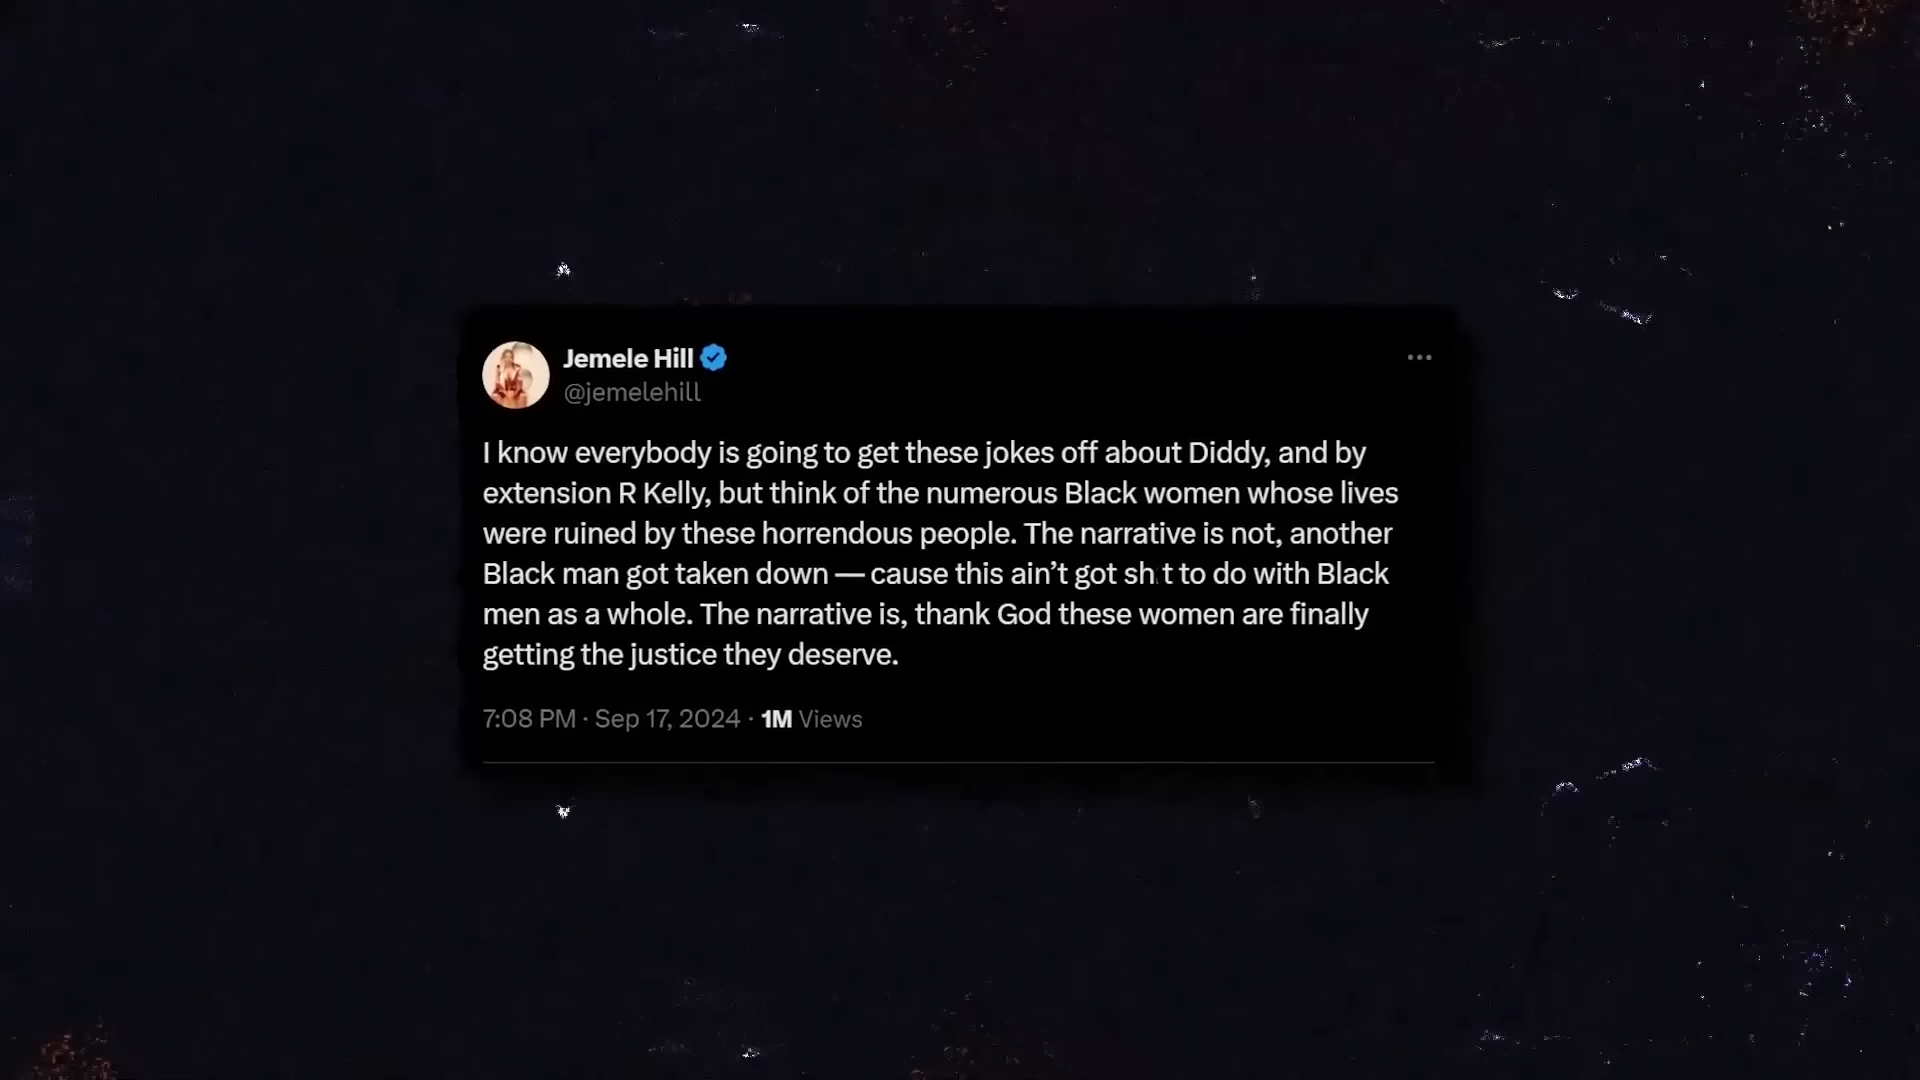 Jemele Hill
@jemelehill
I know everybody is going to get these jokes off about Diddy, and by
extension R Kelly, but think of the numerous Black women whose lives
were ruined by these horrendous people. The narrative is not, another
Black man got taken down — cause this ain’t got sh t to do with Black
men as a whole. The narrative is, thank God these women are finally
getting the justice they deserve.
7:08 PM · Sep 17, 2024 · 1M Views